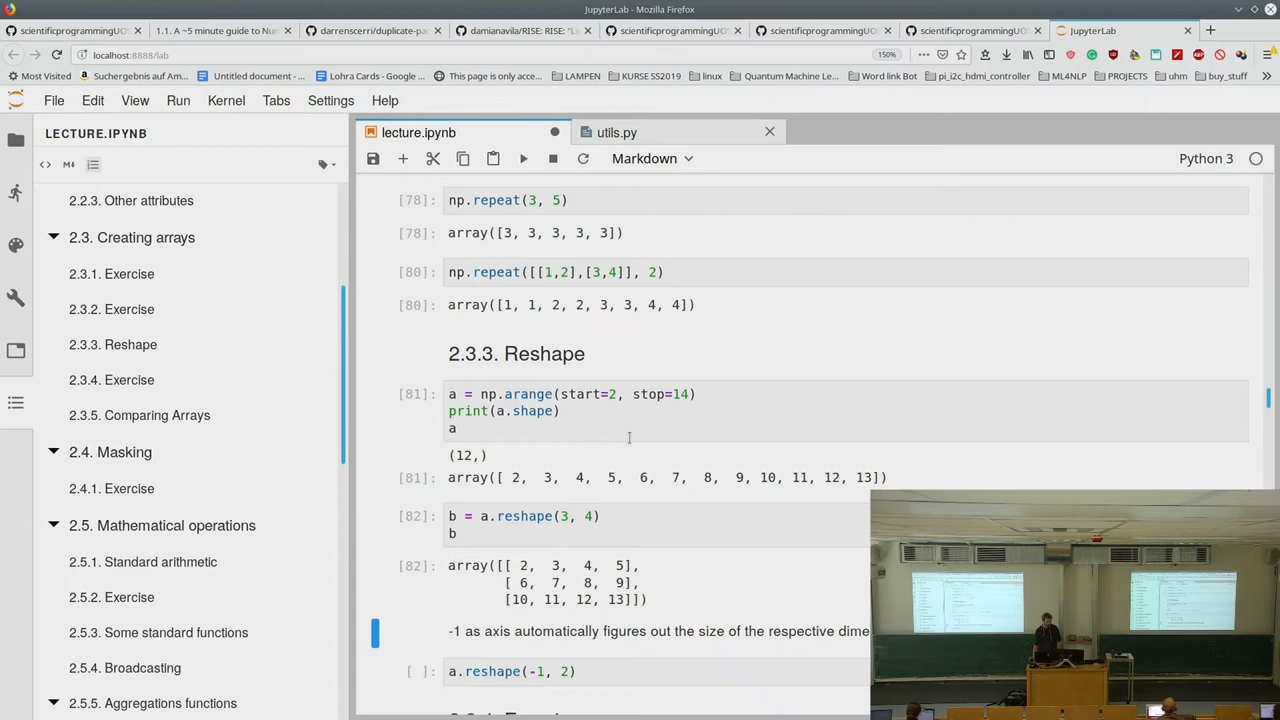 JupyterLab - Mozilla Firefox
scientificprogrammingUOS
1.1. A ~5 minute guide to Nu
darrenscerri/duplicate-pac
damianavila/RISE: RISE: "Li
scientificprogrammingUOS
scientificprogrammingUOS
scientificprogrammingUOS
JupyterLab
localhost:8888/lab
150%
Most Visited
Suchergebnis auf Am...
Untitled document - ...
Lohra Cards - Google ...
This page is only acce...
LAMPEN
KURSE SS2019
linux
Quantum Machine Le...
Word link Bot
pi_i2c_hdmi_controller
ML4NLP
PROJECTS
uhm
buy_stuff
File Edit View Run Kernel Tabs Settings Help
LECTURE.IPYNB
2.2.3. Other attributes
2.3. Creating arrays
2.3.1. Exercise
2.3.2. Exercise
2.3.3. Reshape
2.3.4. Exercise
2.3.5. Comparing Arrays
2.4. Masking
2.4.1. Exercise
2.5. Mathematical operations
2.5.1. Standard arithmetic
2.5.2. Exercise
2.5.3. Some standard functions
2.5.4. Broadcasting
2.5.5. Aggregations functions
lecture.ipynb
utils.py
Markdown
Python 3
[78]: np.repeat(3, 5)
[78]: array([3, 3, 3, 3, 3])
[80]: np.repeat([[1,2],[3,4]], 2)
[80]: array([1, 1, 2, 2, 3, 3, 4, 4])
2.3.3. Reshape
[81]: a = np.arange(start=2, stop=14)
print(a.shape)
a
(12,)
[81]: array([ 2, 3, 4, 5, 6, 7, 8, 9, 10, 11, 12, 13])
[82]: b = a.reshape(3, 4)
b
[82]: array([[ 2, 3, 4, 5],
[ 6, 7, 8, 9],
[10, 11, 12, 13]])
-1 as axis automatically figures out the size of the respective dime
[ ]: a.reshape(-1, 2)